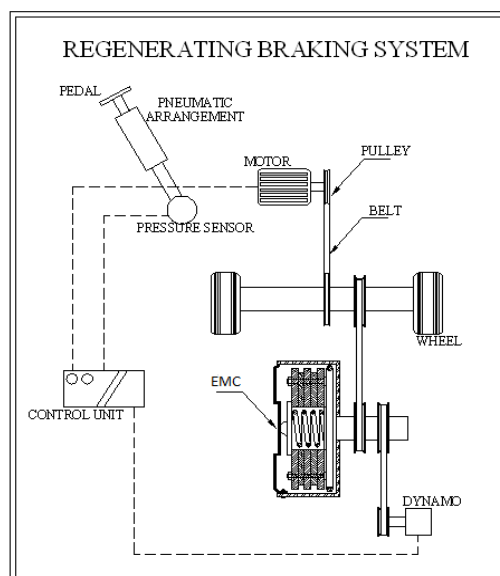 REGENERATING BRAKING SYSTEM
PEDAL
PNEUMATIC
ARRANGEMENT
MOTOR
PULLEY
PRESSURE SENSOR
BELT
WHEEL
EMC
CONTROL UNIT
DYNAMO